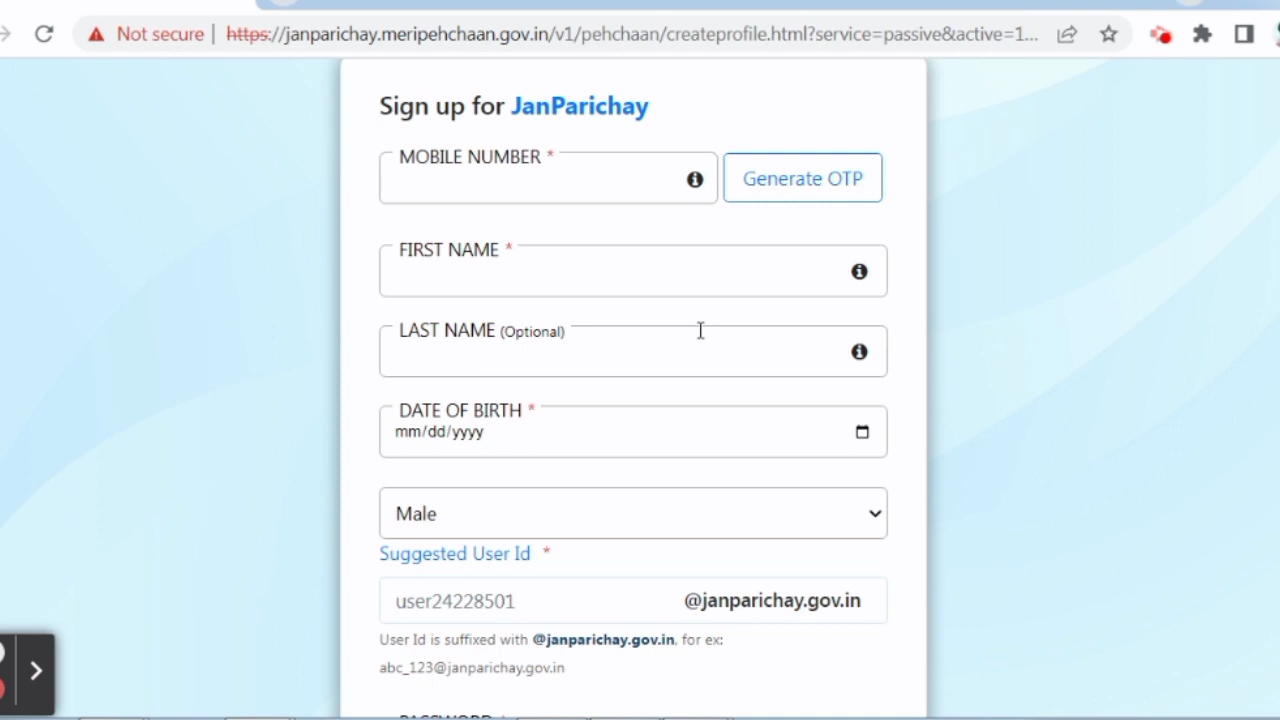 Not secure | https://janparichay.meripehchaan.gov.in/v1/pehchaan/createprofile.html?service=passive&active=1...
Sign up for JanParichay
MOBILE NUMBER *
Generate OTP
FIRST NAME *
LAST NAME (Optional)
DATE OF BIRTH *
mm/dd/yyyy
Male
Suggested User Id *
user24228501 @janparichay.gov.in
User Id is suffixed with @janparichay.gov.in, for ex:
abc_123@janparichay.gov.in
PASSWORD *